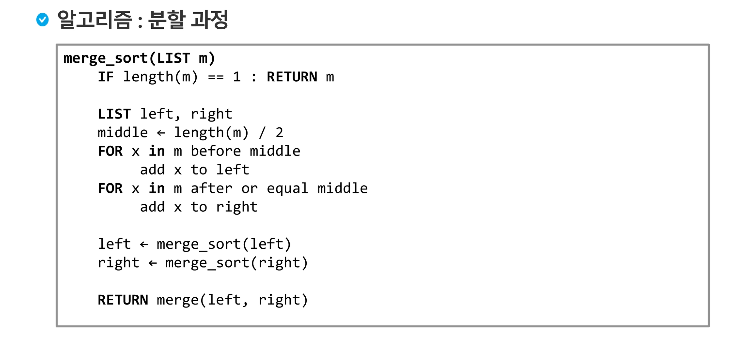 알고리즘 : 분할 과정
merge_sort(LIST m)
IF length(m) == 1 : RETURN m
LIST left, right
middle ← length(m) / 2
FOR x in m before middle
add x to left
FOR x in m after or equal middle
add x to right
left ← merge_sort(left)
right ← merge_sort(right)
RETURN merge(left, right)